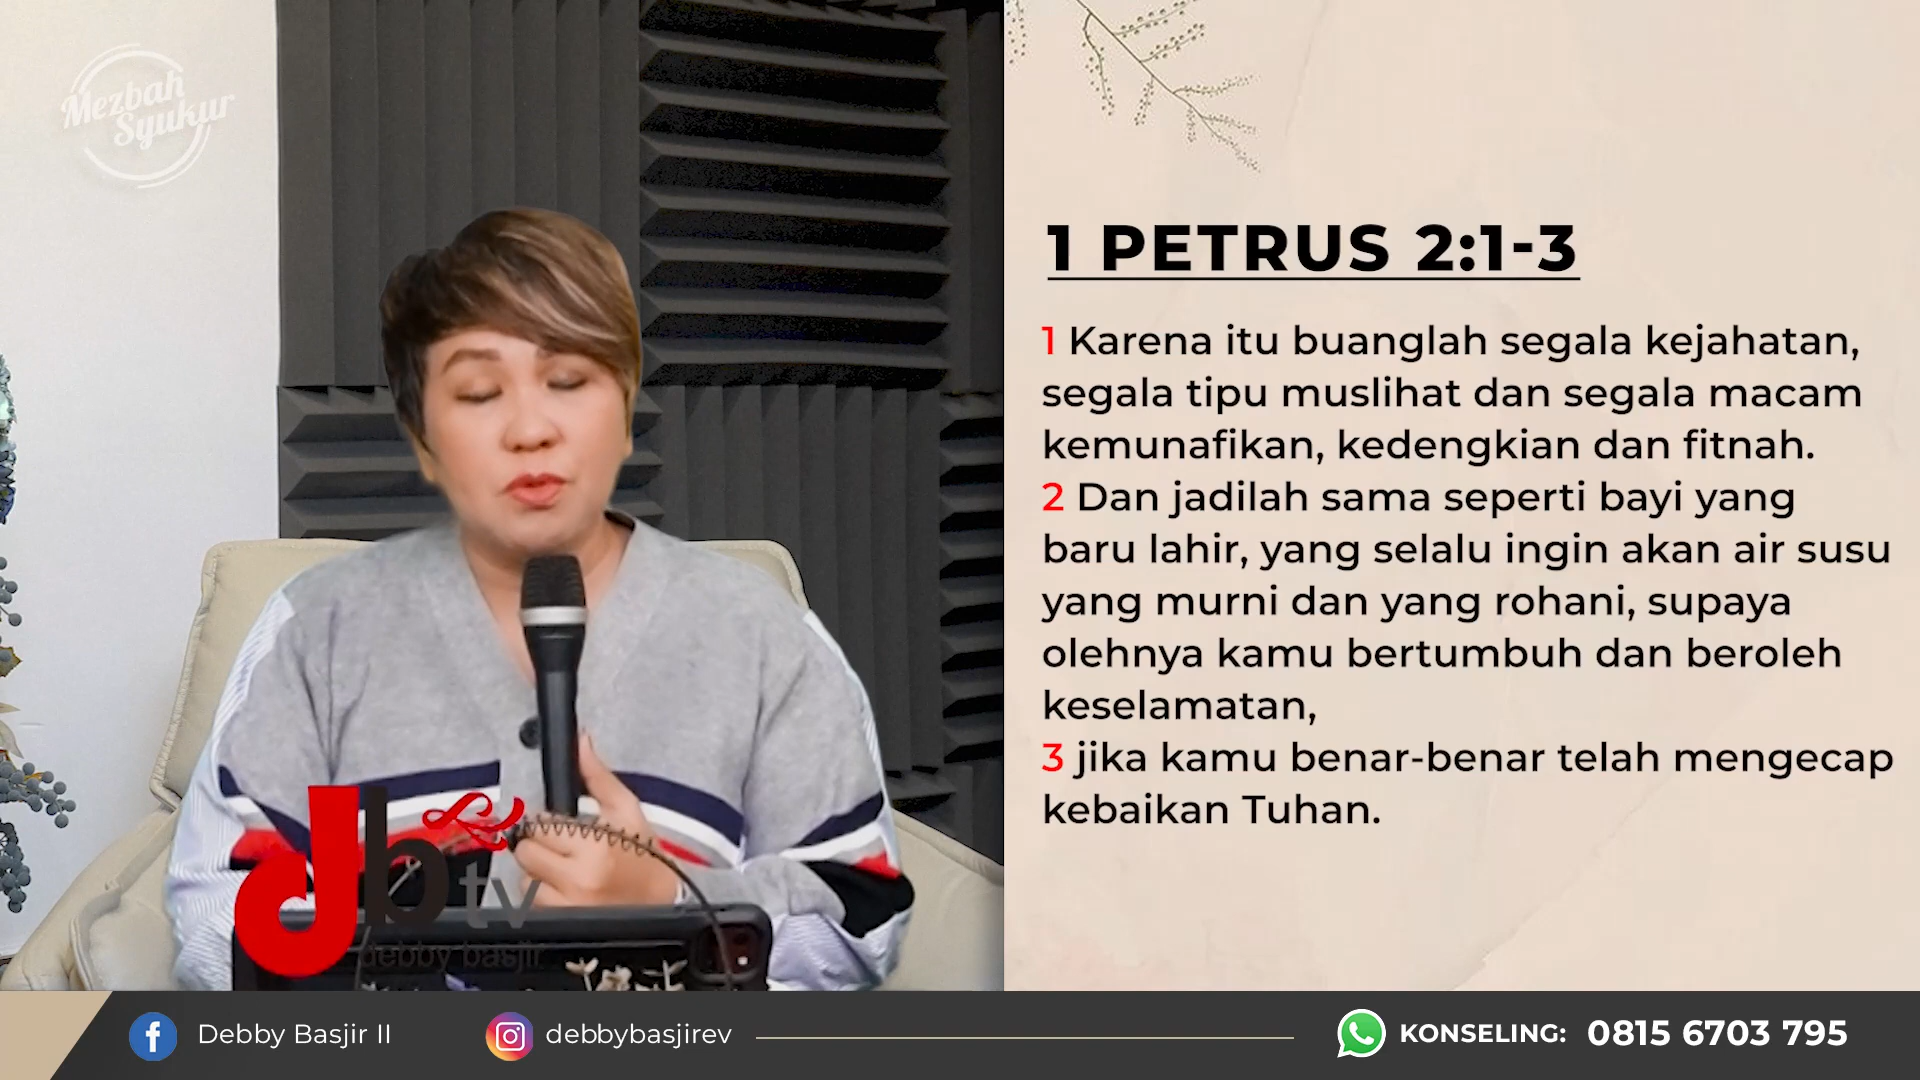 Mezbah
Syukur
1 PETRUS 2:1-3
1 Karena itu buanglah segala kejahatan,
segala tipu muslihat dan segala macam
kemunafikan, kedengkian dan fitnah.
2 Dan jadilah sama seperti bayi yang
baru lahir, yang selalu ingin akan air susu
yang murni dan yang rohani, supaya
olehnya kamu bertumbuh dan beroleh
keselamatan,
3 jika kamu benar-benar telah mengecap
kebaikan Tuhan.
db tv
debby basjir
Debby Basjir II
debbybasjirev
KONSELING: 0815 6703 795